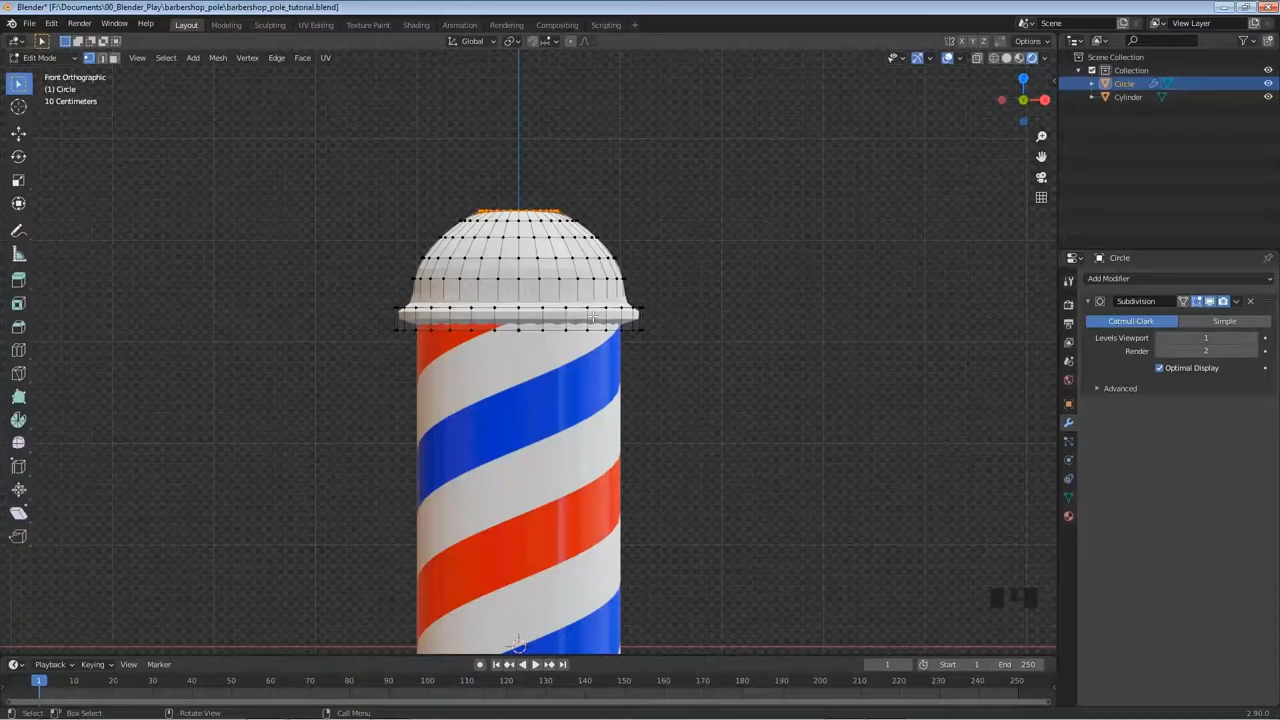 Blender* [F:\Documents\00_Blender_Play\barbershop_pole\barbershop_pole_tutorial.blend]
File Edit Render Window Help Layout Modeling Sculpting UV Editing Texture Paint Shading Animation Rendering Compositing Scripting + Scene View Layer
Global X Y Z Options
Edit Mode View Select Add Mesh Vertex Edge Face UV
Front Orthographic
(1) Circle
10 Centimeters
Z
Y
X
Scene Collection
Collection
Circle
Cylinder
Circle
Add Modifier
Subdivision
Catmull-Clark Simple
Levels Viewport 1
Render 2
Optimal Display
Advanced
Playback Keying View Marker 1 Start 1 End 250
1 10 20 30 40 50 60 70 80 90 100 110 120 130 140 150 160 170 180 190 200 210 220 230 240 250
Select Box Select Rotate View Call Menu 2.90.0